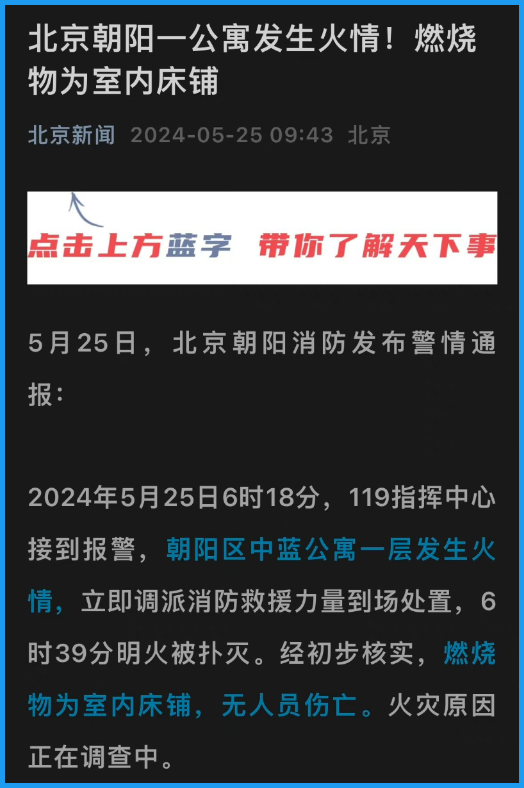 北京朝阳一公寓发生火情！燃烧
物为室内床铺
北京新闻 2024-05-25 09:43 北京
点击上方蓝字 带你了解天下事
5月25日，北京朝阳消防发布警情通
报：
2024年5月25日6时18分，119指挥中心
接到报警，朝阳区中蓝公寓一层发生火
情，立即调派消防救援力量到场处置，6
时39分明火被扑灭。经初步核实，燃烧
物为室内床铺，无人员伤亡。火灾原因
正在调查中。